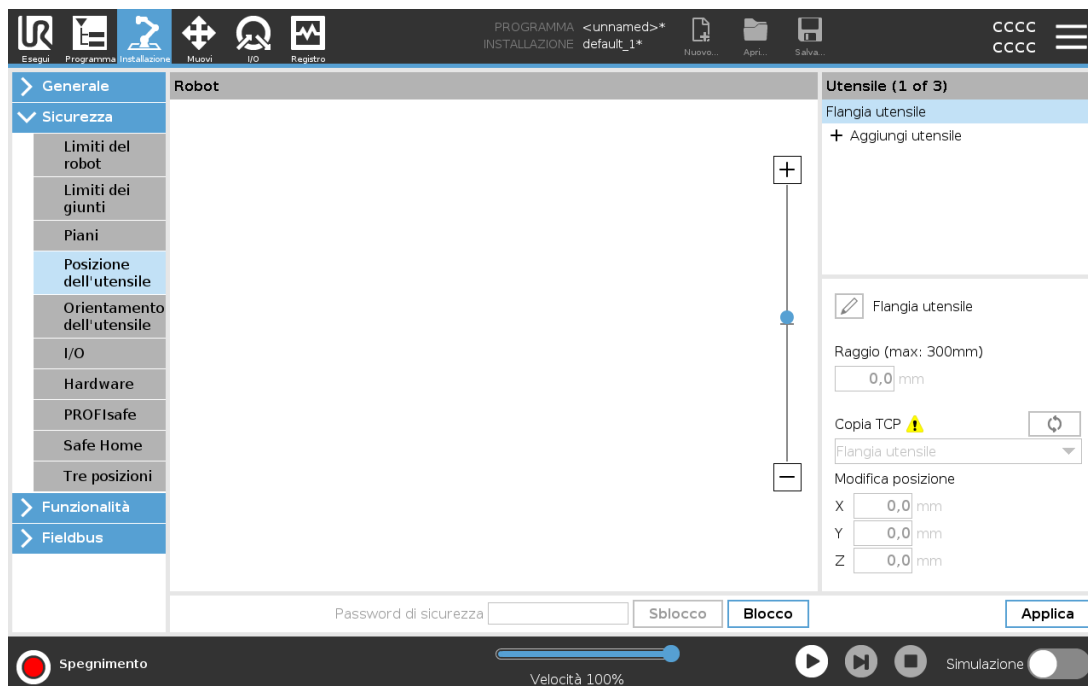 PROGRAMMA <unnamed>*
INSTALLAZIONE default_1*
Esegui
Programma
Installazione
Muovi
I/O
Registro
Nuovo...
Apri...
Salva...
CCCC
CCCC
Generale
Sicurezza
Limiti del
robot
Limiti dei
giunti
Piani
Posizione
dell'utensile
Orientamento
dell'utensile
I/O
Hardware
PROFIsafe
Safe Home
Tre posizioni
Funzionalità
Fieldbus
Robot
Utensile (1 of 3)
Flangia utensile
+ Aggiungi utensile
Flangia utensile
Raggio (max: 300mm)
0,0 mm
Copia TCP
Flangia utensile
Modifica posizione
X 0,0 mm
Y 0,0 mm
Z 0,0 mm
Password di sicurezza
Sblocco
Blocco
Applica
Spegnimento
Velocità 100%
Simulazione